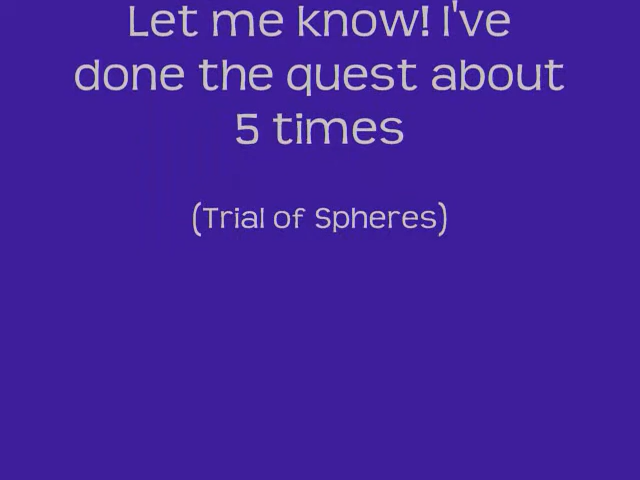 Let me know! I've
done the quest about
5 times
(Trial of Spheres)